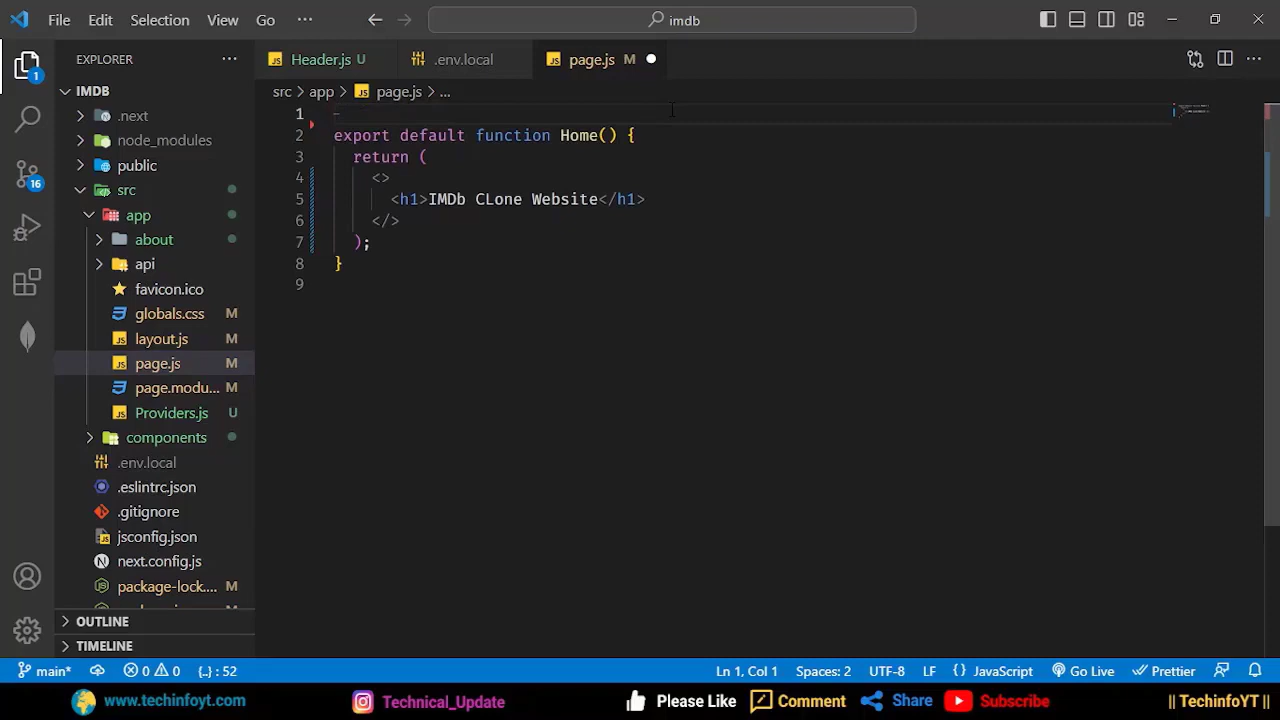 File Edit Selection View Go ··· imdb
EXPLORER ···
Header.js U
.env.local
page.js M
IMDB
src > app > page.js > ...
.next
node_modules
public
src
app
about
api
favicon.ico
globals.css M
layout.js M
page.js M
page.modu... M
Providers.js U
components
.env.local
.eslintrc.json
.gitignore
jsconfig.json
next.config.js
package-lock.... M
OUTLINE
TIMELINE
1
16
1
2 export default function Home() {
3 return (
4 <>
5 <h1>IMDb CLone Website</h1>
6 </>
7 );
8 }
9
main* 0 0 {..} : 52 Ln 1, Col 1 Spaces: 2 UTF-8 LF {} JavaScript Go Live Prettier
www.techinfoyt.com Technical_Update Please Like Comment Share Subscribe || TechinfoYT ||